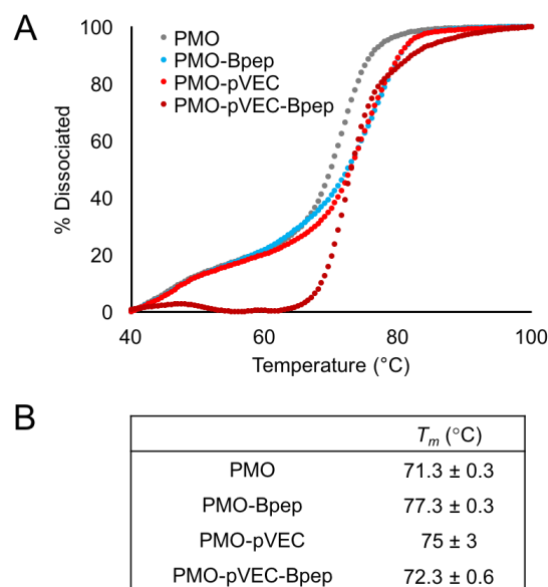 A
PMO
PMO-Bpep
PMO-pVEC
PMO-pVEC-Bpep
% Dissociated
100
80
60
40
20
0
40 60 80 100
Temperature (°C)
B
Tm (°C)
PMO 71.3 ± 0.3
PMO-Bpep 77.3 ± 0.3
PMO-pVEC 75 ± 3
PMO-pVEC-Bpep 72.3 ± 0.6